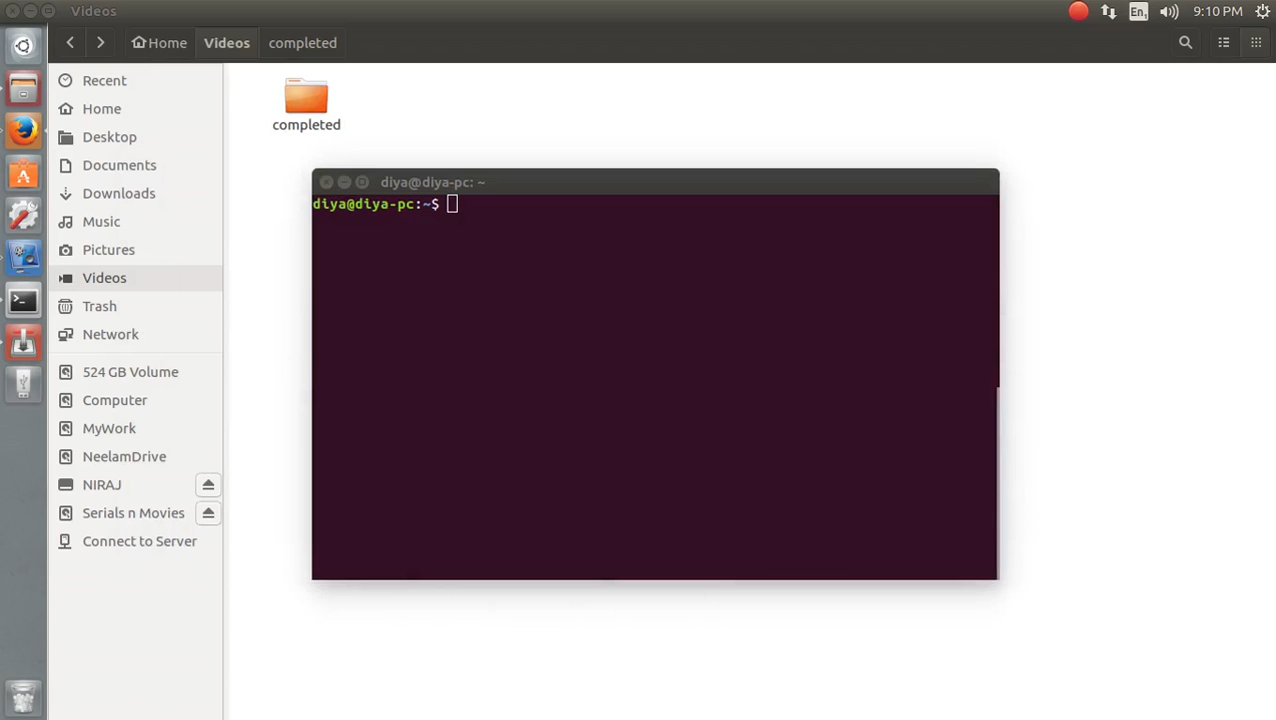 Videos
En1 9:10 PM
Home Videos completed
Recent
Home
Desktop
Documents
Downloads
Music
Pictures
Videos
Trash
Network
524 GB Volume
Computer
MyWork
NeelamDrive
NIRAJ
Serials n Movies
Connect to Server
completed
diya@diya-pc: ~
diya@diya-pc:~$